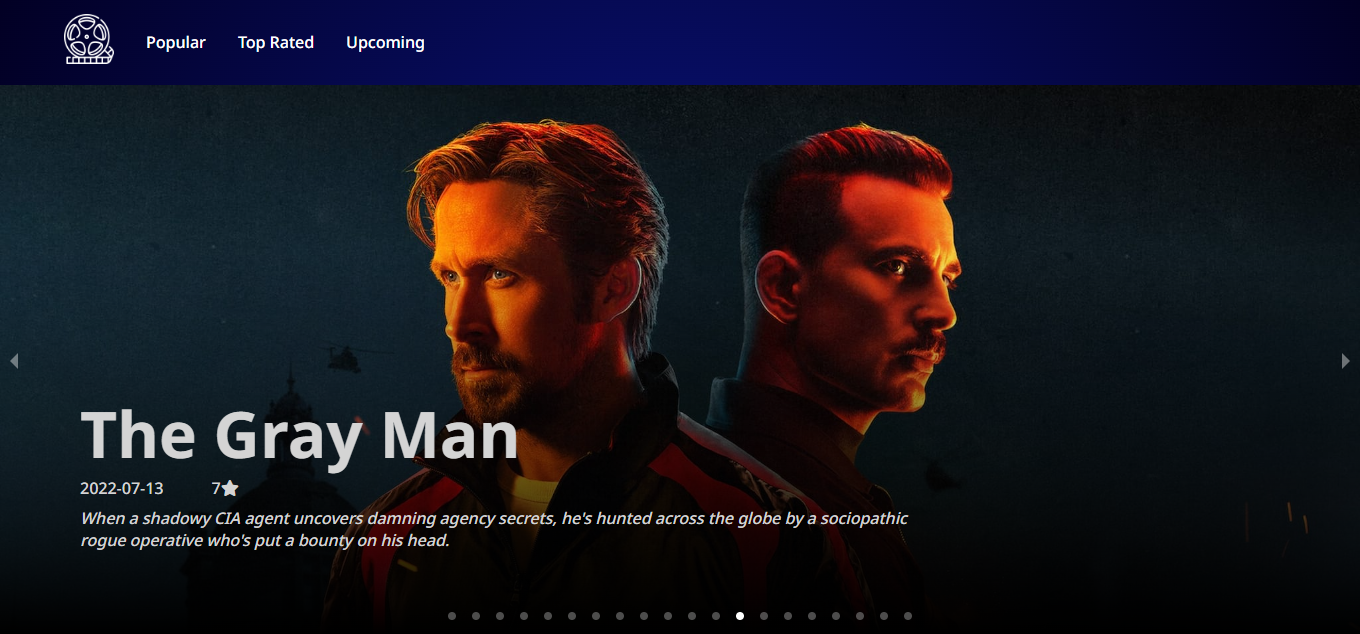 Popular
Top Rated
Upcoming
The Gray Man
2022-07-13
7
When a shadowy CIA agent uncovers damning agency secrets, he's hunted across the globe by a sociopathic
rogue operative who's put a bounty on his head.